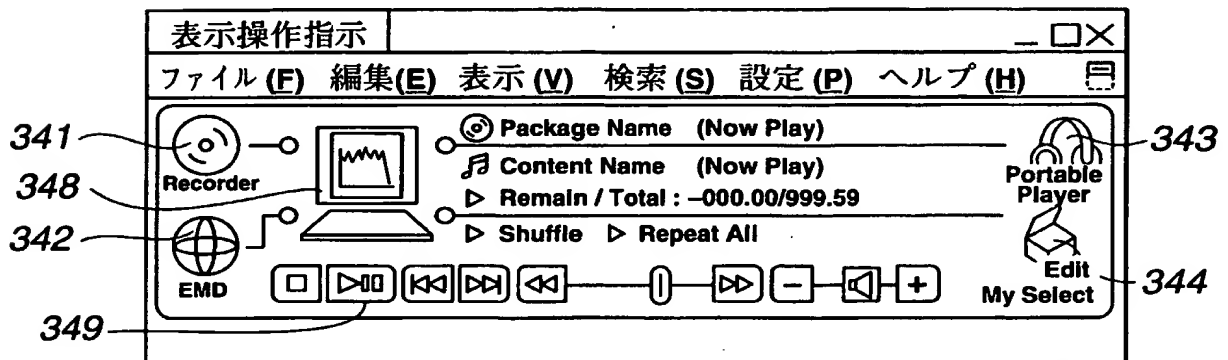 表示操作指示
ファイル (F) 編集(E) 表示 (V) 検索 (S) 設定 (P) ヘルプ (H)
341
348
342
349
343
344
Recorder
EMD
Package Name (Now Play)
Content Name (Now Play)
Remain / Total : –000.00/999.59
Shuffle Repeat All
Portable
Player
Edit
My Select